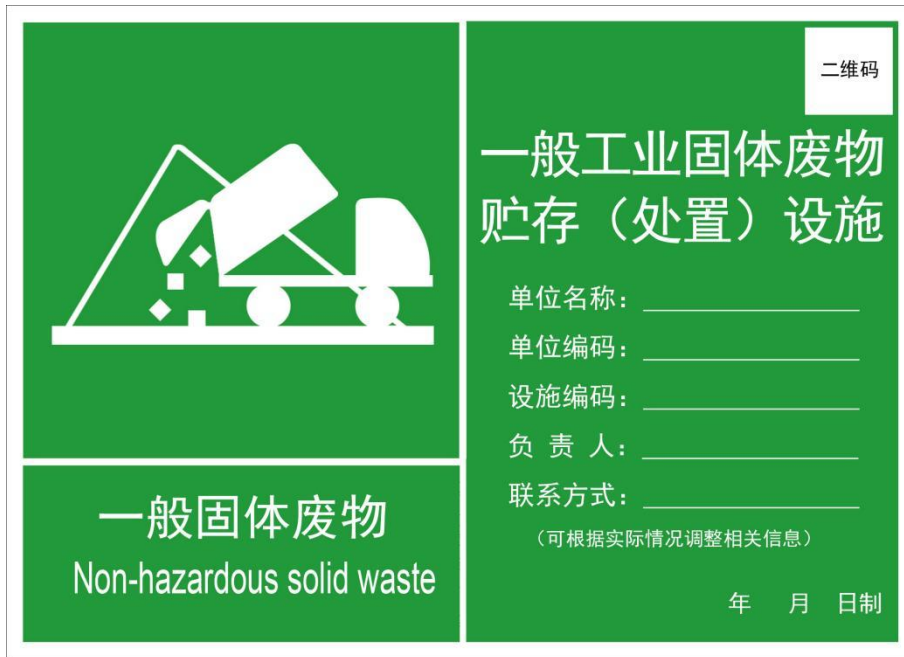 一般固体废物
Non-hazardous solid waste
二维码
一般工业固体废物
贮存（处置）设施
单位名称：
单位编码：
设施编码：
负 责 人：
联系方式：
（可根据实际情况调整相关信息）
年 月 日制